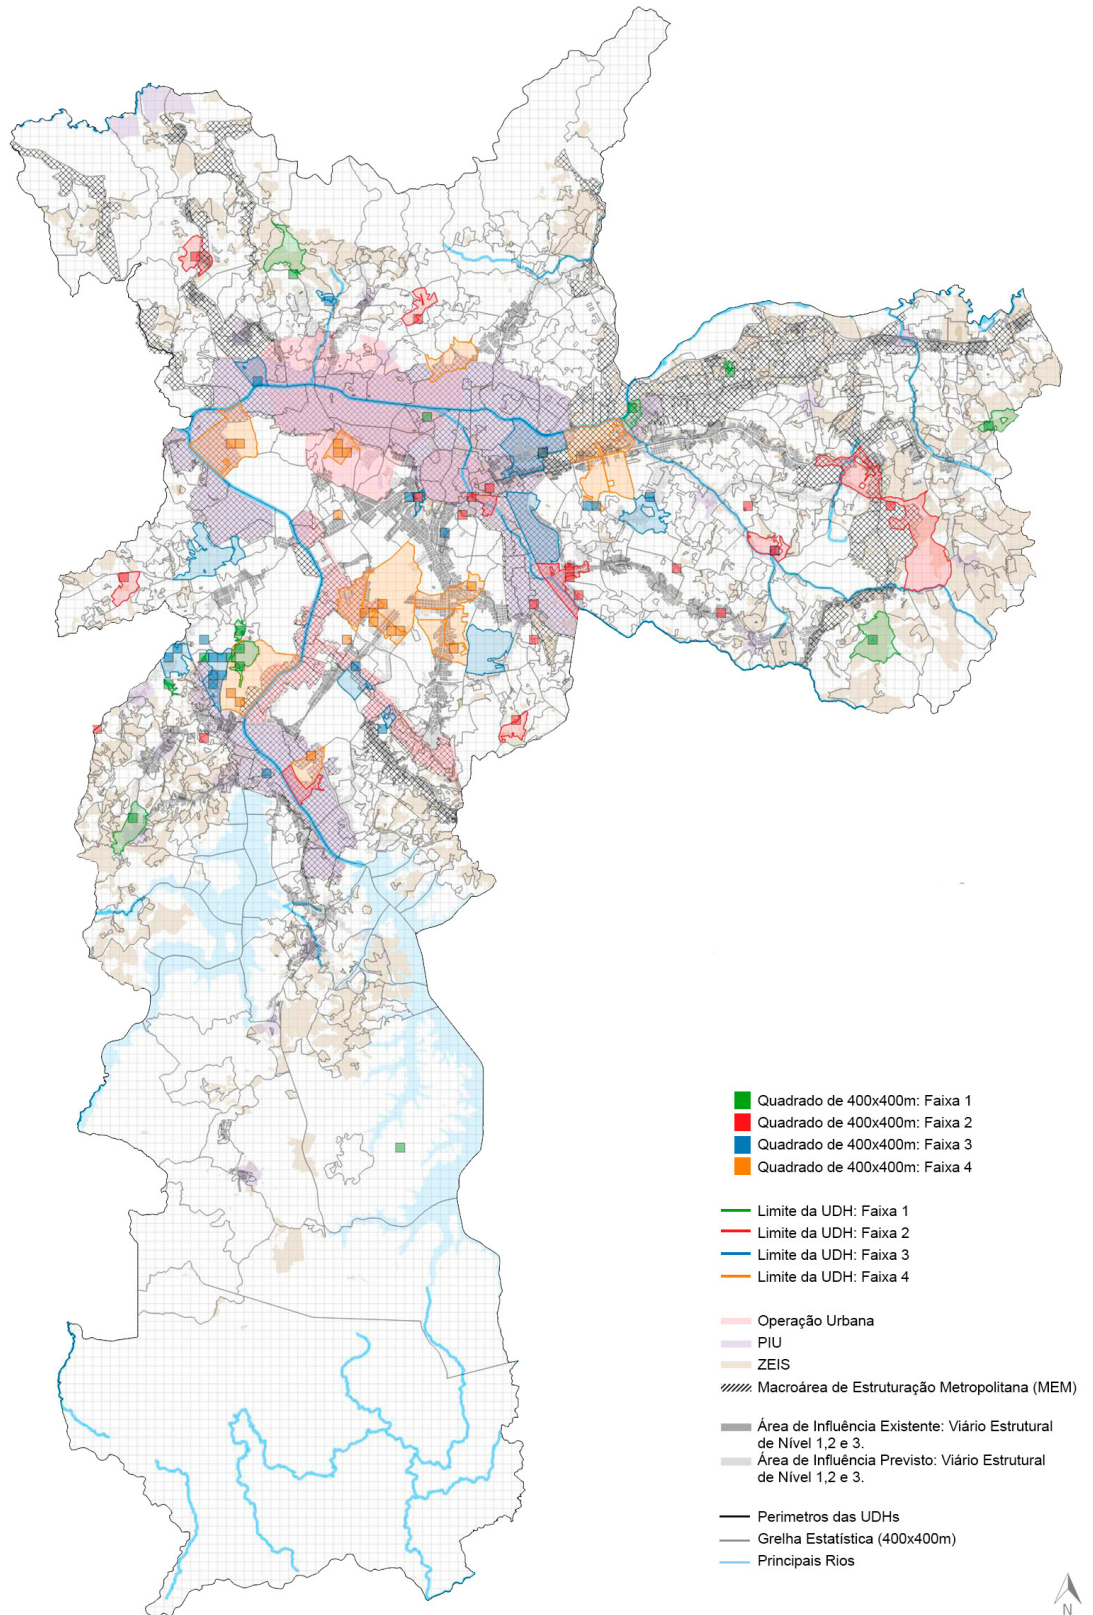 Quadrado de 400x400m: Faixa 1
Quadrado de 400x400m: Faixa 2
Quadrado de 400x400m: Faixa 3
Quadrado de 400x400m: Faixa 4
Limite da UDH: Faixa 1
Limite da UDH: Faixa 2
Limite da UDH: Faixa 3
Limite da UDH: Faixa 4
Operação Urbana
PIU
ZEIS
Macroárea de Estruturação Metropolitana (MEM)
Área de Influência Existente: Viário Estrutural
de Nível 1,2 e 3.
Área de Influência Previsto: Viário Estrutural
de Nível 1,2 e 3.
Perimetros das UDHs
Grelha Estatística (400x400m)
Principais Rios
N